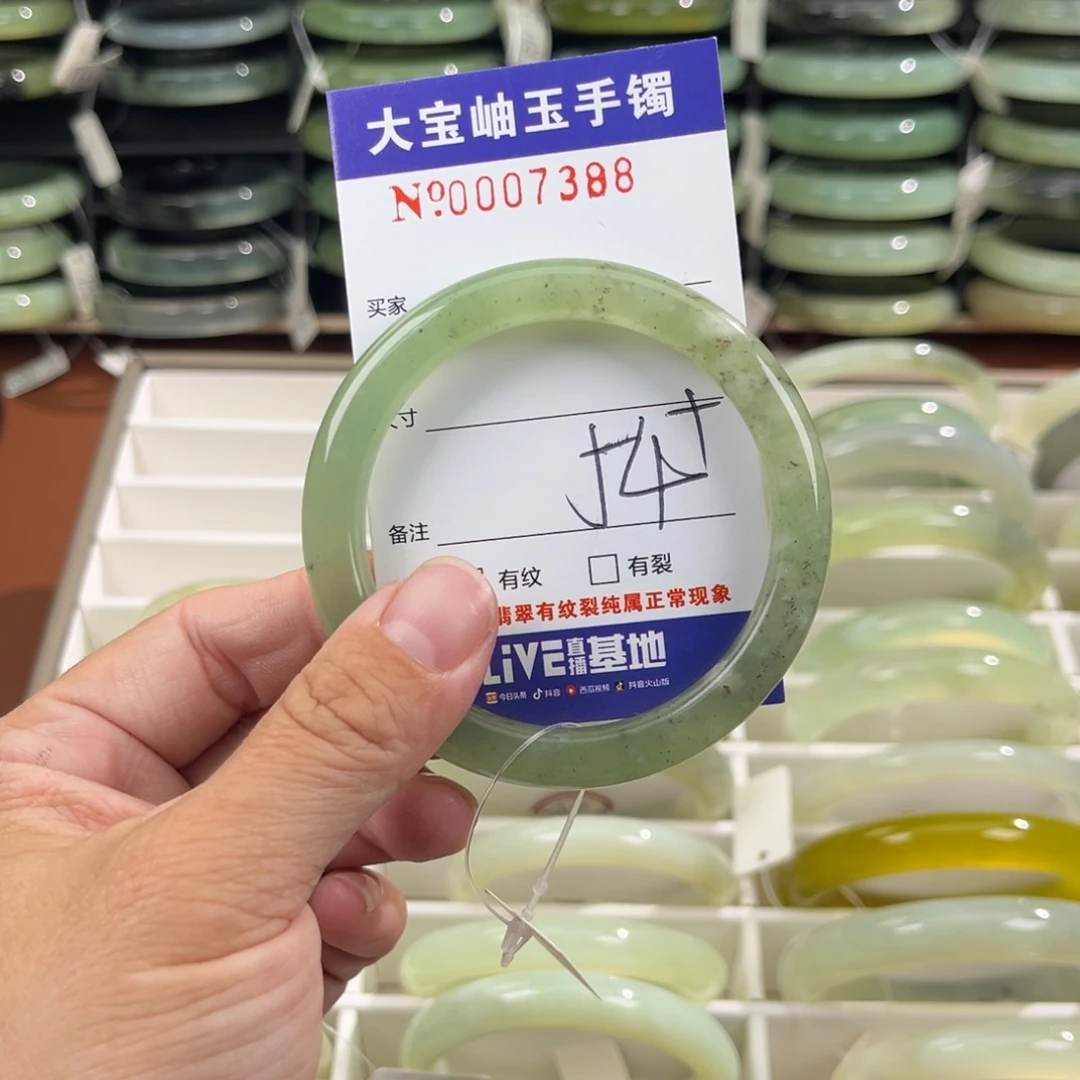 大宝岫玉手镯
№0007388
买家
寸
备注
有纹 有裂
翡翠有纹裂纯属正常现象
LiVE直播基地
今日头条 抖音 西瓜视频 抖音火山版